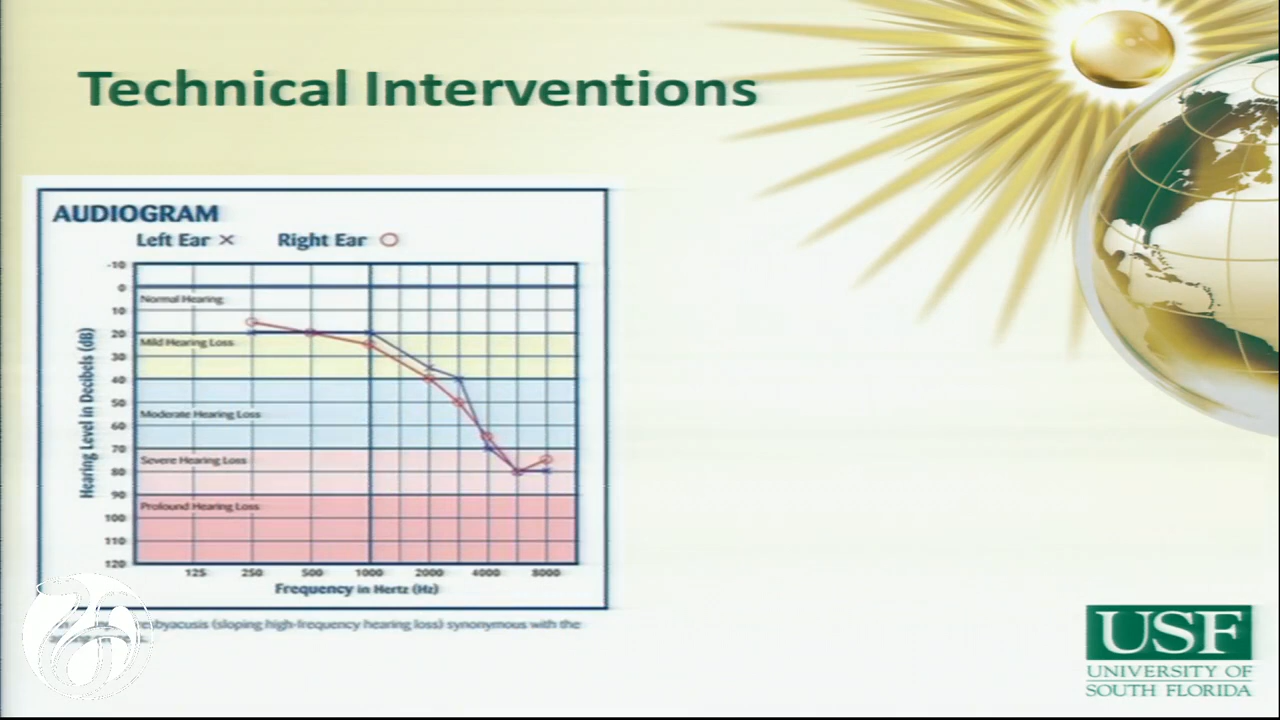 Technical Interventions
AUDIOGRAM
Left Ear × Right Ear ○
-10
0
10
20
30
40
50
60
70
80
90
100
110
120
Normal Hearing
Mild Hearing Loss
Moderate Hearing Loss
Severe Hearing Loss
Profound Hearing Loss
Hearing Level in Decibels (dB)
125 250 500 1000 2000 4000 8000
Frequency in Hertz (Hz)
(sloping high-frequency hearing loss) synonymous with the
USF
UNIVERSITY OF
SOUTH FLORIDA